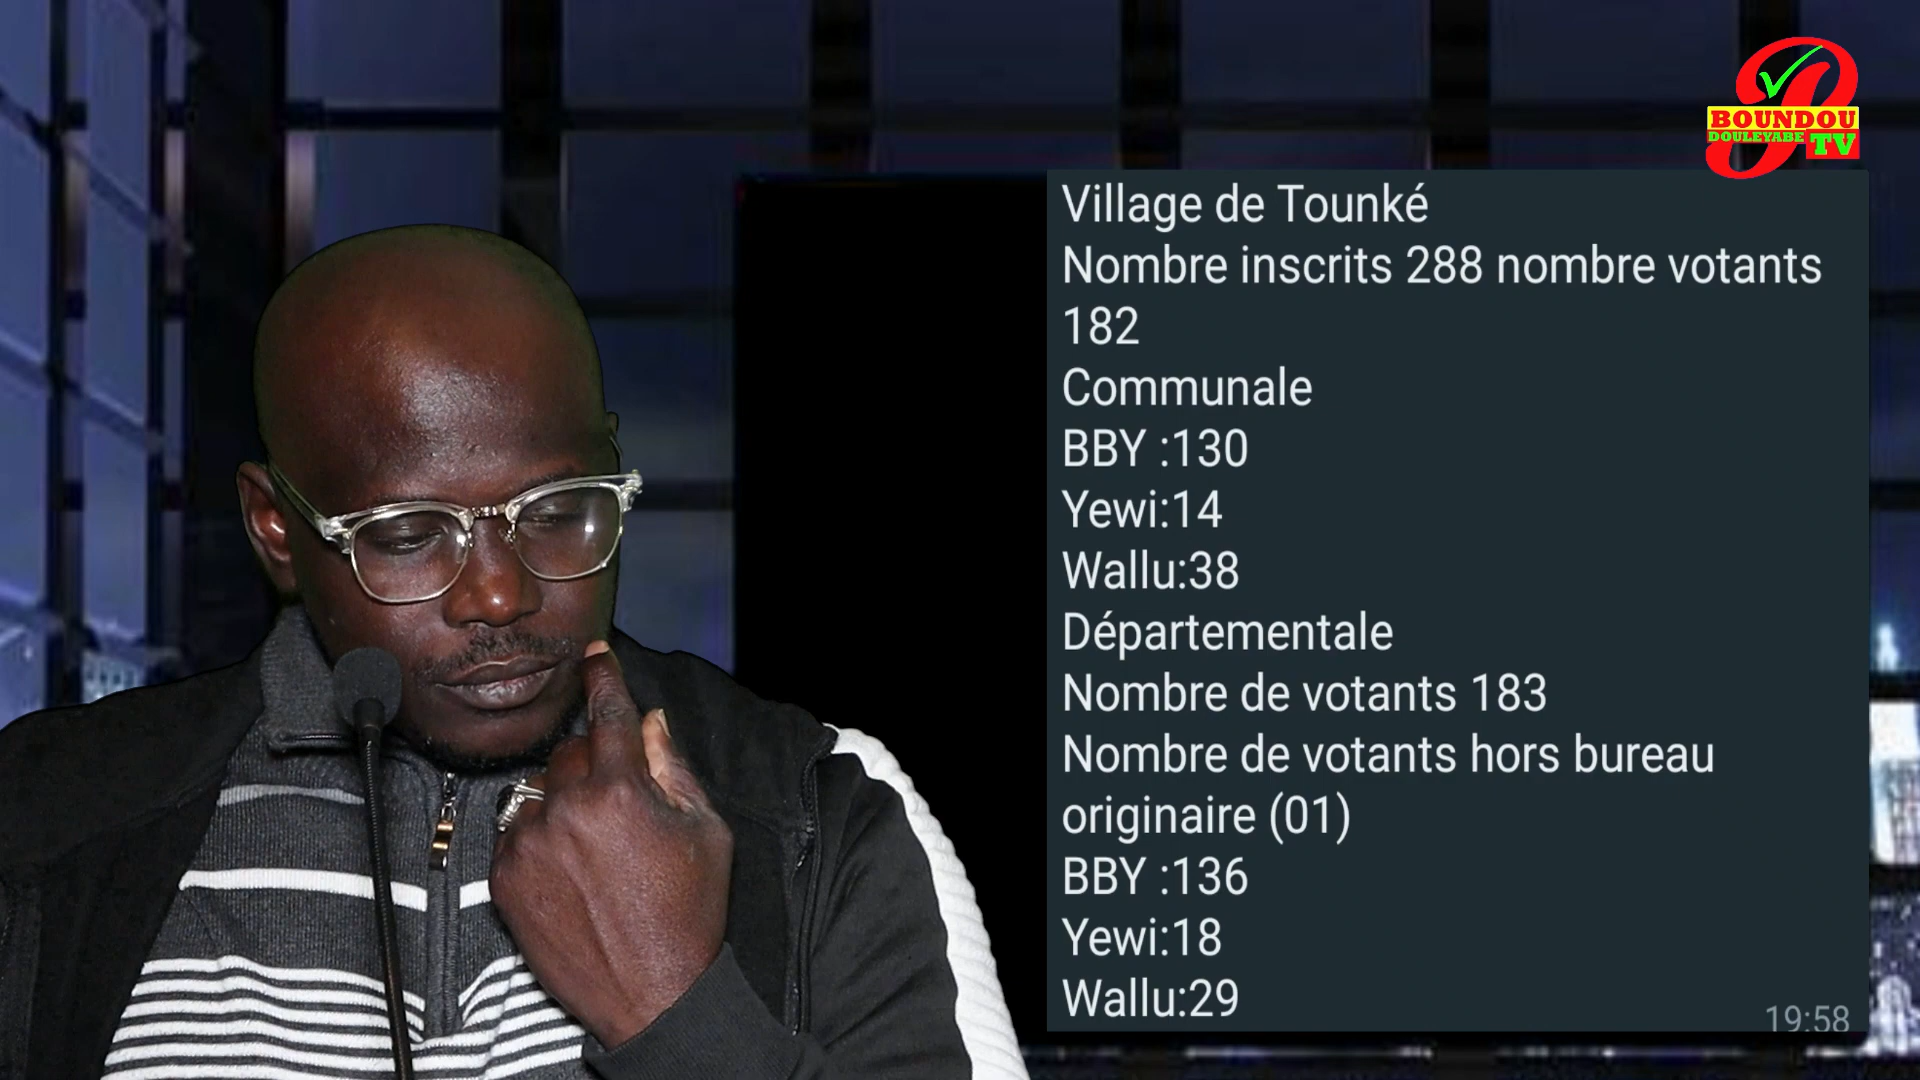 BOUNDOU
DOULEYABE TV
Village de Tounké
Nombre inscrits 288 nombre votants
182
Communale
BBY :130
Yewi:14
Wallu:38
Départementale
Nombre de votants 183
Nombre de votants hors bureau
originaire (01)
BBY :136
Yewi:18
Wallu:29
19:58